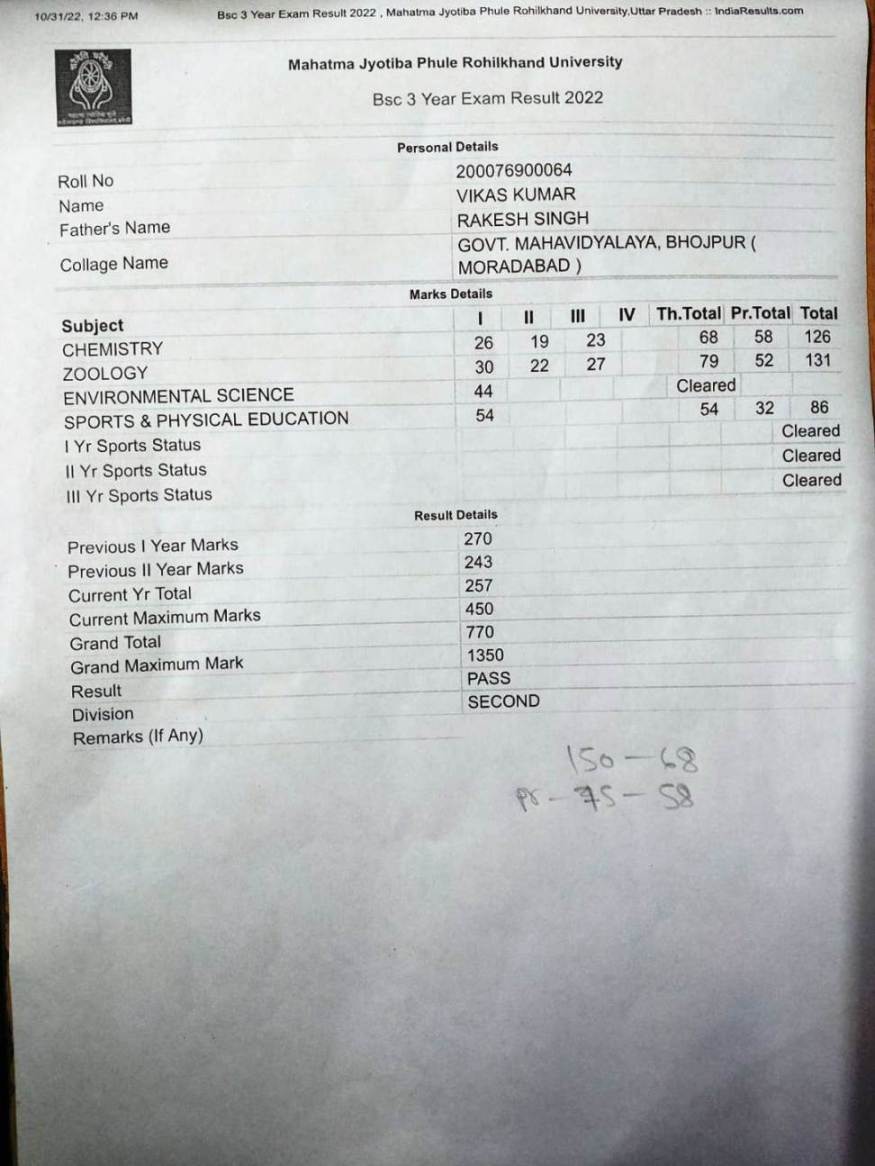 10/31/22, 12:36 PM Bsc 3 Year Exam Result 2022 , Mahatma Jyotiba Phule Rohilkhand University,Uttar Pradesh :: IndiaResults.com
Mahatma Jyotiba Phule Rohilkhand University
Bsc 3 Year Exam Result 2022
Personal Details
Roll No 200076900064
Name VIKAS KUMAR
Father's Name RAKESH SINGH
Collage Name GOVT. MAHAVIDYALAYA, BHOJPUR (
MORADABAD )
Marks Details
Subject I II III IV Th.Total Pr.Total Total
CHEMISTRY 26 19 23 68 58 126
ZOOLOGY 30 22 27 79 52 131
ENVIRONMENTAL SCIENCE 44 Cleared
SPORTS & PHYSICAL EDUCATION 54 54 32 86
I Yr Sports Status Cleared
II Yr Sports Status Cleared
III Yr Sports Status Cleared
Result Details
Previous I Year Marks 270
Previous II Year Marks 243
Current Yr Total 257
Current Maximum Marks 450
Grand Total 770
Grand Maximum Mark 1350
Result PASS
Division SECOND
Remarks (If Any)
150 - 68
pr - 75 - 58